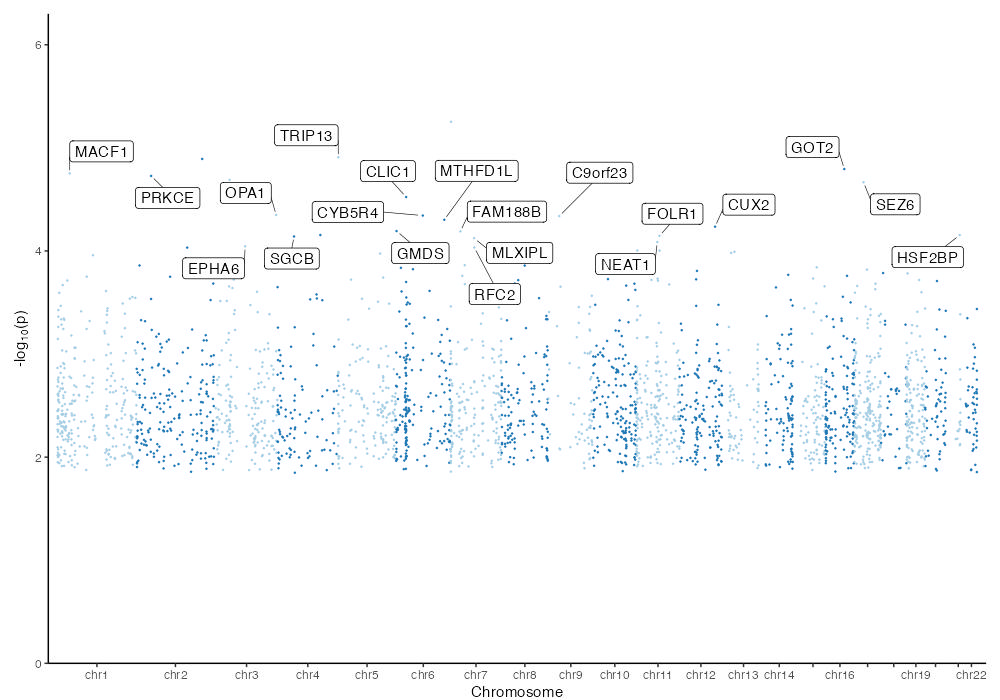 6
TRIP13
GOT2
MACF1
CLIC1
MTHFD1L
C9orf23
PRKCE
OPA1
CYB5R4
FAM188B
FOLR1
CUX2
SEZ6
4
EPHA6
SGCB
GMDS
MLXIPL
NEAT1
HSF2BP
RFC2
-log10(p)
2
0
chr1 chr2 chr3 chr4 chr5 chr6 chr7 chr8 chr9 chr10 chr11 chr12 chr13 chr14 chr16 chr19 chr22
Chromosome